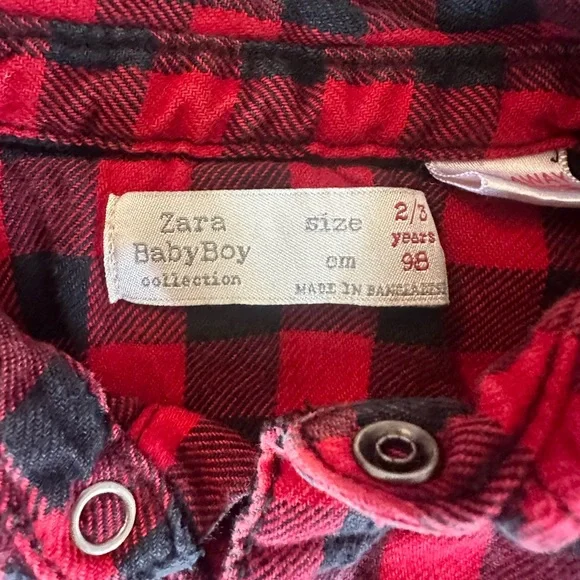 Zara size 2/3
BabyBoy years
collection cm 98
MADE IN BANGLADESH